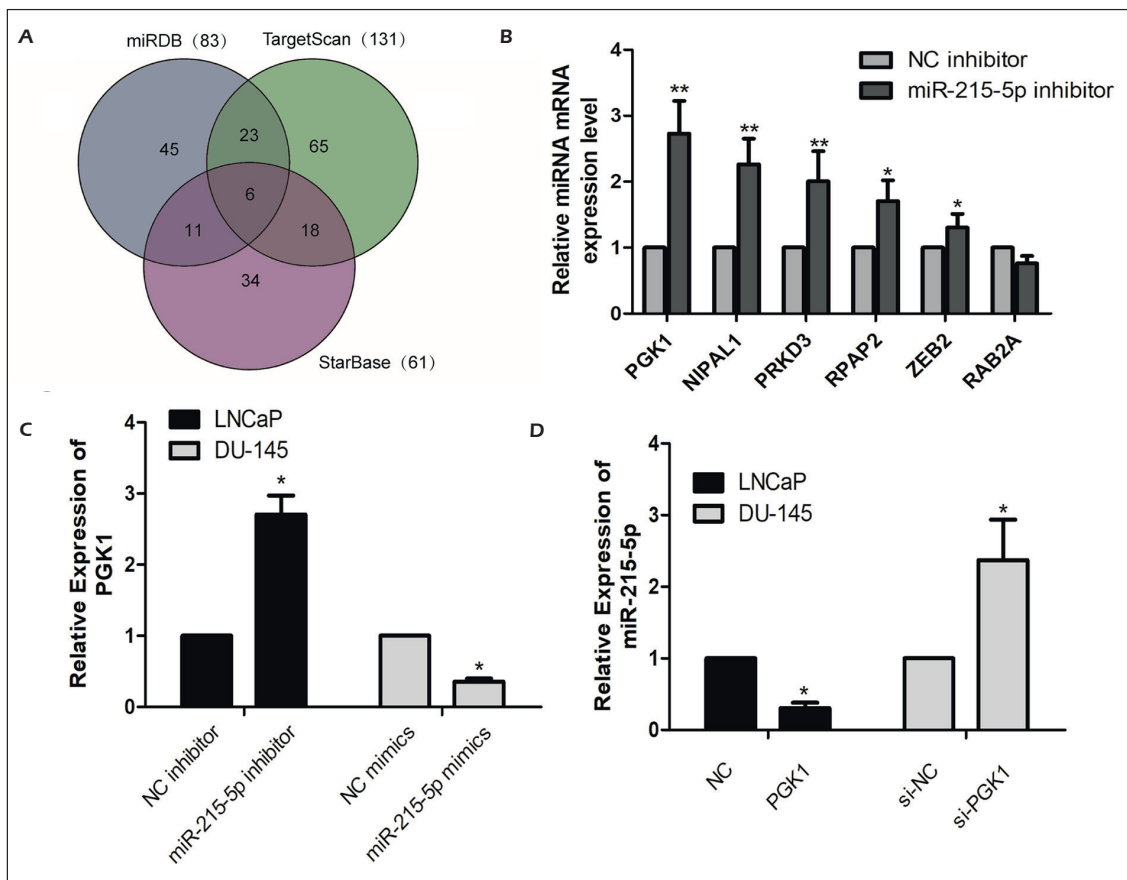 A
miRDB (83)
TargetScan (131)
45
23
65
6
11
18
34
StarBase (61)
B
Relative miRNA mRNA
expression level
4
3
2
1
0
NC inhibitor
miR-215-5p inhibitor
**
**
**
*
*
PGK1
NIPAL1
PRKD3
RPAP2
ZEB2
RAB2A
C
Relative Expression of
PGK1
4
3
2
1
0
LNCaP
DU-145
*
*
NC inhibitor
miR-215-5p inhibitor
NC mimics
miR-215-5p mimics
D
Relative Expression of
miR-215-5p
4
3
2
1
0
LNCaP
DU-145
*
*
NC
PGK1
si-NC
si-PGK1